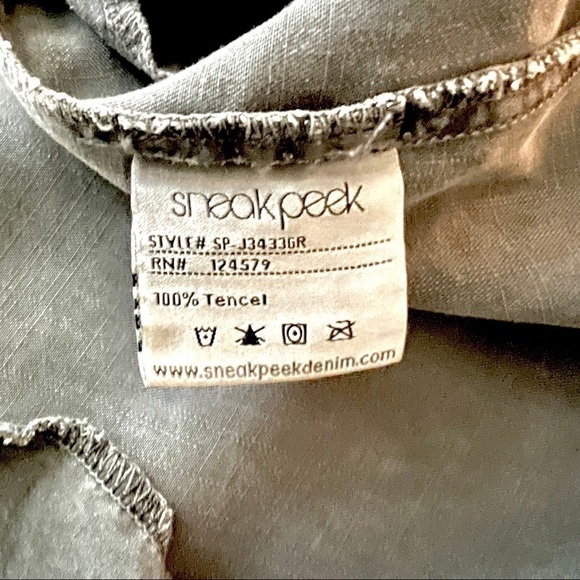 sneakpeek
STYLE# SP-J3433GR
RN# 124579
100% Tencel
www.sneakpeekdenim.com